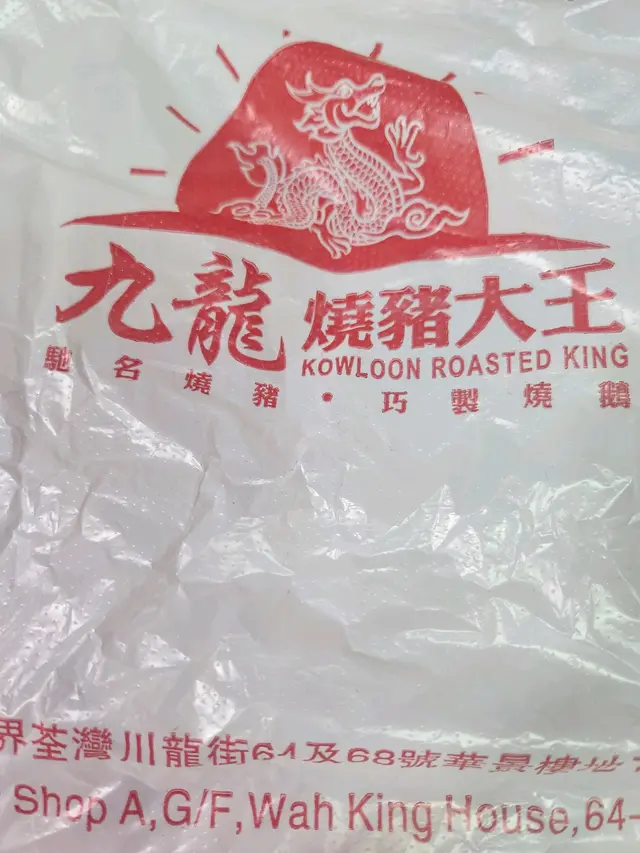 九龍 燒豬大王
KOWLOON ROASTED KING
馳名燒豬・巧製燒鵝
界荃灣川龍街64及68號華景樓地
Shop A,G/F,Wah King House,64-